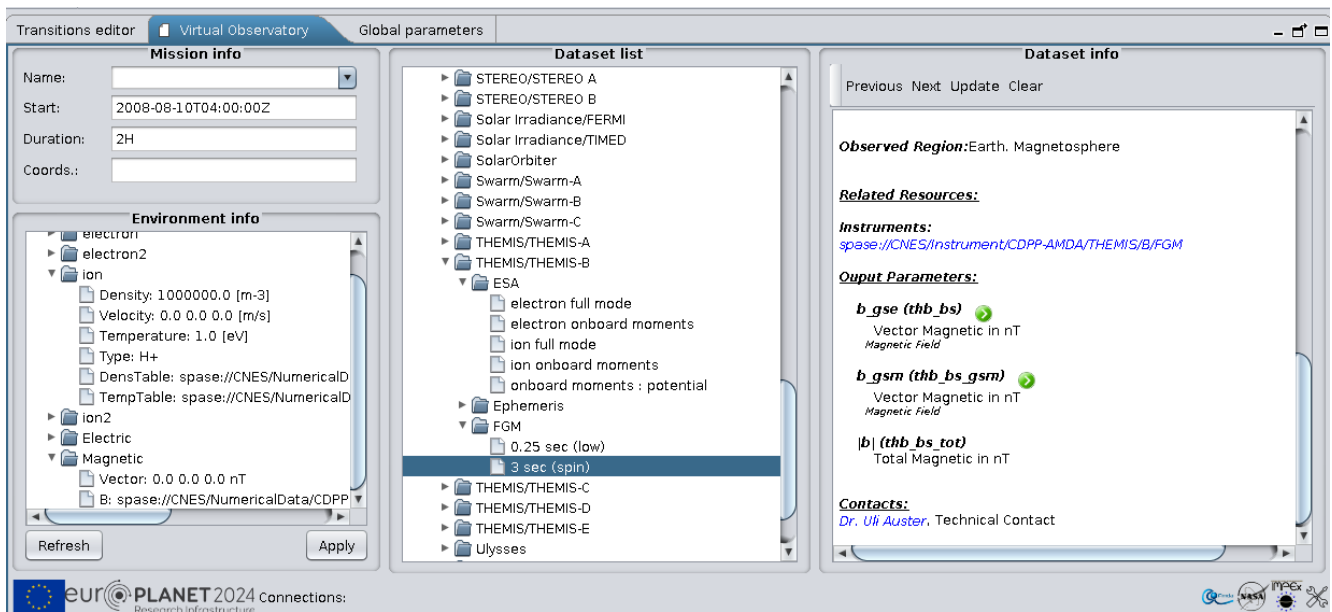 Transitions editor
Virtual Observatory
Global parameters
Mission info
Name:
Start: 2008-08-10T04:00:00Z
Duration: 2H
Coords.:
Environment info
electron
electron2
ion
Density: 1000000.0 [m-3]
Velocity: 0.0 0.0 0.0 [m/s]
Temperature: 1.0 [eV]
Type: H+
DensTable: spase://CNES/NumericalD
TempTable: spase://CNES/NumericalD
ion2
Electric
Magnetic
Vector: 0.0 0.0 0.0 nT
B: spase://CNES/NumericalData/CDPP
Refresh
Apply
Dataset list
STEREO/STEREO A
STEREO/STEREO B
Solar Irradiance/FERMI
Solar Irradiance/TIMED
SolarOrbiter
Swarm/Swarm-A
Swarm/Swarm-B
Swarm/Swarm-C
THEMIS/THEMIS-A
THEMIS/THEMIS-B
ESA
electron full mode
electron onboard moments
ion full mode
ion onboard moments
onboard moments : potential
Ephemeris
FGM
0.25 sec (low)
3 sec (spin)
THEMIS/THEMIS-C
THEMIS/THEMIS-D
THEMIS/THEMIS-E
Ulysses
Dataset info
Previous Next Update Clear
Observed Region:Earth. Magnetosphere
Related Resources:
Instruments:
spase://CNES/Instrument/CDPP-AMDA/THEMIS/B/FGM
Ouput Parameters:
b_gse (thb_bs)
Vector Magnetic in nT
Magnetic Field
b_gsm (thb_bs_gsm)
Vector Magnetic in nT
Magnetic Field
|b| (thb_bs_tot)
Total Magnetic in nT
Contacts:
Dr. Uli Auster, Technical Contact
europlanet 2024
Research Infrastructure
Connections:
NASA
impex